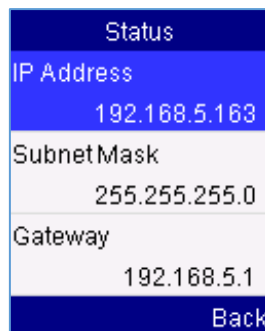 Status
IP Address
192.168.5.163
Subnet Mask
255.255.255.0
Gateway
192.168.5.1
Back